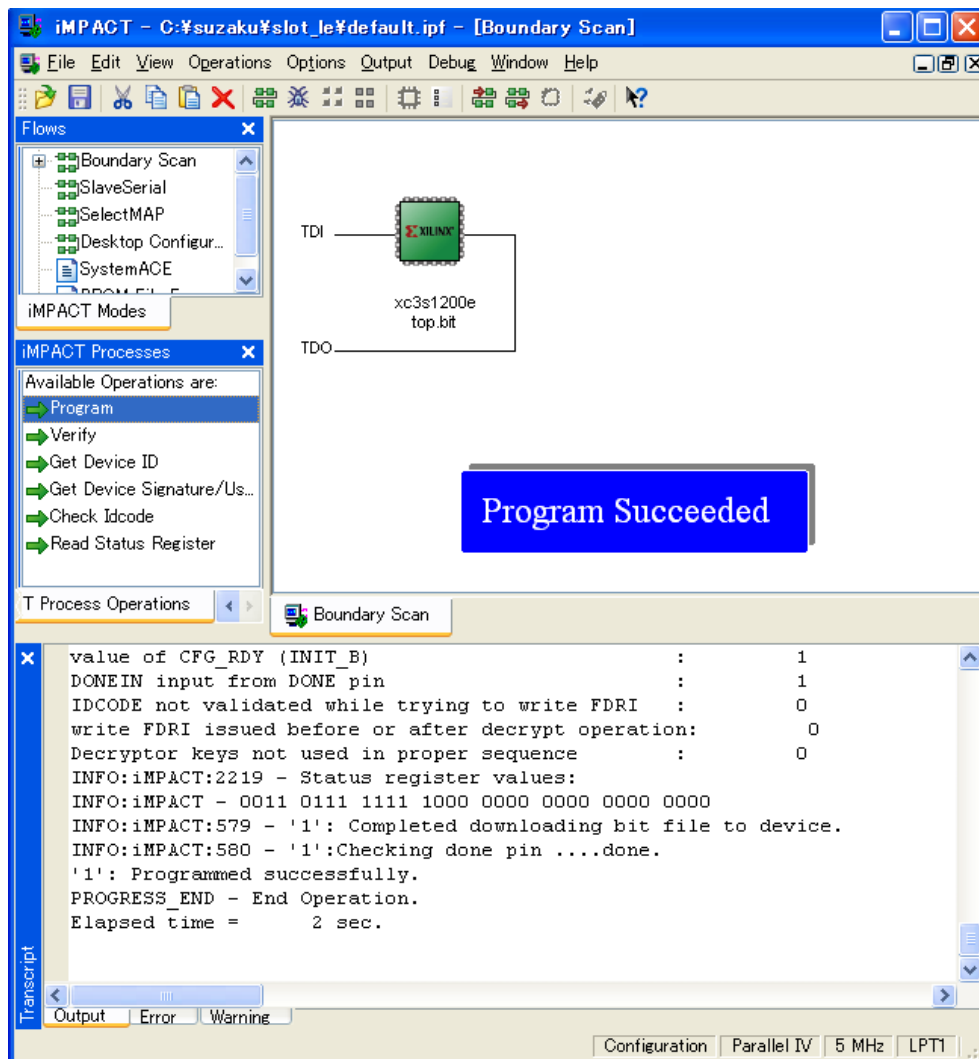 iMPACT - C:¥suzaku¥slot_le¥default.ipf - [Boundary Scan]
File Edit View Operations Options Output Debug Window Help
Flows
Boundary Scan
SlaveSerial
SelectMAP
Desktop Configur...
SystemACE
iMPACT Modes
iMPACT Processes
Available Operations are:
Program
Verify
Get Device ID
Get Device Signature/Us...
Check Idcode
Read Status Register
T Process Operations
TDI
XILINX
xc3s1200e
top.bit
TDO
Program Succeeded
Boundary Scan
value of CFG_RDY (INIT_B) : 1
DONEIN input from DONE pin : 1
IDCODE not validated while trying to write FDRI : 0
write FDRI issued before or after decrypt operation: 0
Decryptor keys not used in proper sequence : 0
INFO:iMPACT:2219 - Status register values:
INFO:iMPACT - 0011 0111 1111 1000 0000 0000 0000 0000
INFO:iMPACT:579 - '1': Completed downloading bit file to device.
INFO:iMPACT:580 - '1':Checking done pin ....done.
'1': Programmed successfully.
PROGRESS_END - End Operation.
Elapsed time = 2 sec.
Transcript
Output Error Warning
Configuration Parallel IV 5 MHz LPT1